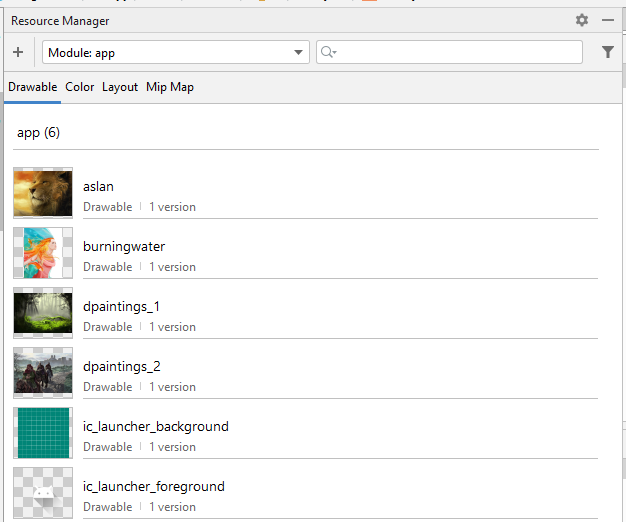 Resource Manager
Module: app
Drawable Color Layout Mip Map
app (6)
aslan
Drawable 1 version
burningwater
Drawable 1 version
dpaintings_1
Drawable 1 version
dpaintings_2
Drawable 1 version
ic_launcher_background
Drawable 1 version
ic_launcher_foreground
Drawable 1 version